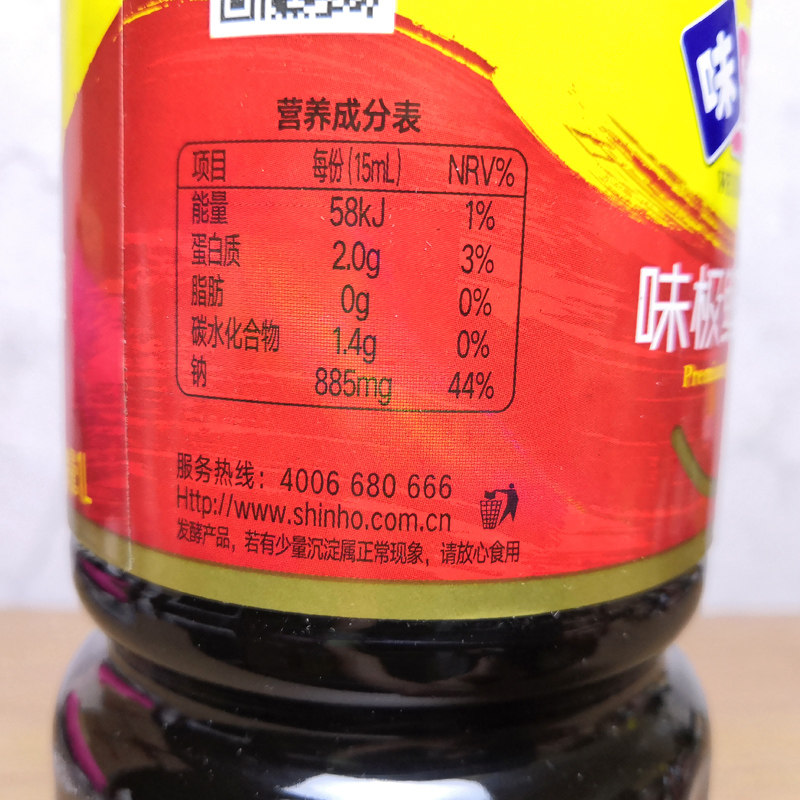 营养成分表
项目 每份(15mL) NRV%
能量 58kJ 1%
蛋白质 2.0g 3%
脂肪 0g 0%
碳水化合物 1.4g 0%
钠 885mg 44%
服务热线：4006 680 666
Http://www.shinho.com.cn
发酵产品，若有少量沉淀属正常现象，请放心食用
味
味极